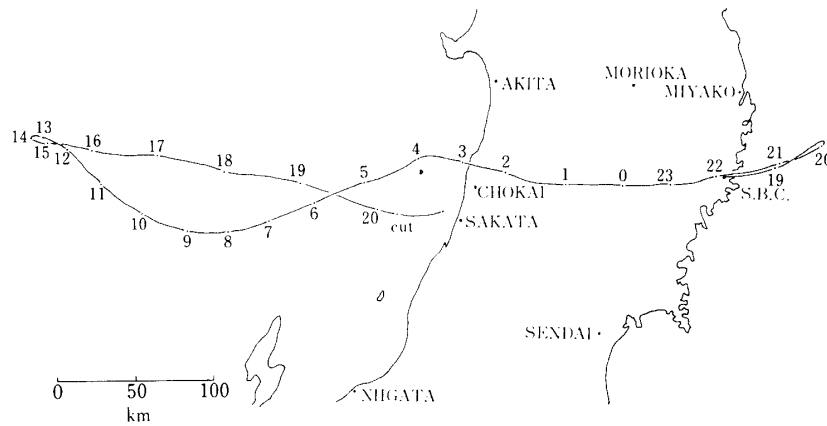 AKITA
MORIOKA
MIYAKO
13
14
15
12
16
17
18
19
4
3
5
2
1
0
23
22
21
20
19
S.B.C.
CHOKAI
11
10
9
8
7
6
20
cut
SAKATA
SENDAI
NIIGATA
0 50 100
km